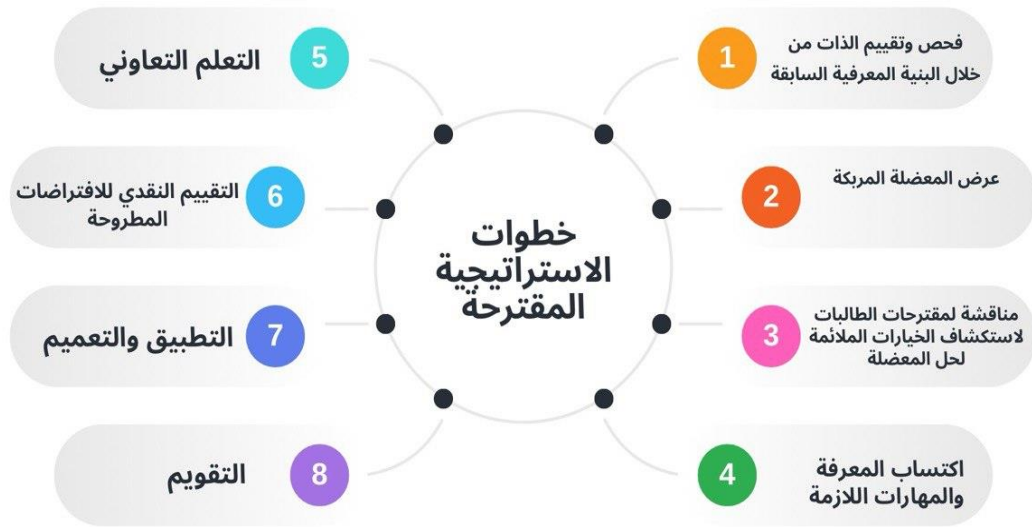 خطوات
الاستراتيجية
المقترحة
1
فحص وتقييم الذات من
خلال البنية المعرفية السابقة
2
عرض المعضلة المربكة
3
مناقشة لمقترحات الطالبات
لاستكشاف الخيارات الملائمة
لحل المعضلة
4
اكتساب المعرفة
والمهارات اللازمة
5
التعلم التعاوني
6
التقييم النقدي للافتراضات
المطروحة
7
التطبيق والتعميم
8
التقويم